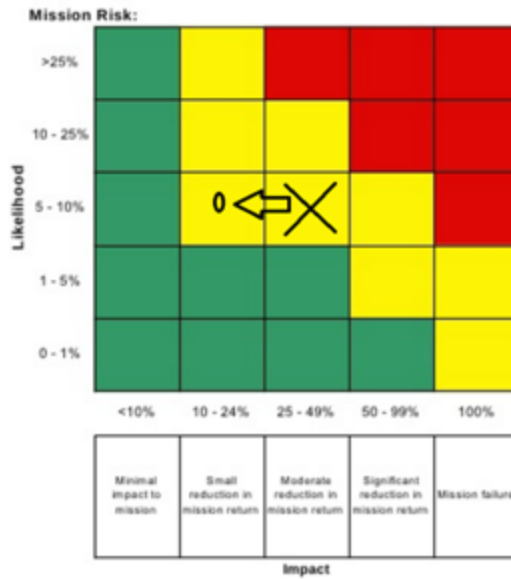 Mission Risk:
>25%
10 - 25%
5 - 10%
1 - 5%
0 - 1%
Likelihood
0
<10%
10 - 24%
25 - 49%
50 - 99%
100%
Minimal
impact to
mission
Small
reduction in
mission return
Moderate
reduction in
mission return
Significant
reduction in
mission return
Mission failure
Impact